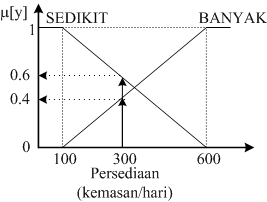 μ[y]
SEDIKIT BANYAK
1
0.6
0.4
0
100 300 600
Persediaan
(kemasan/hari)